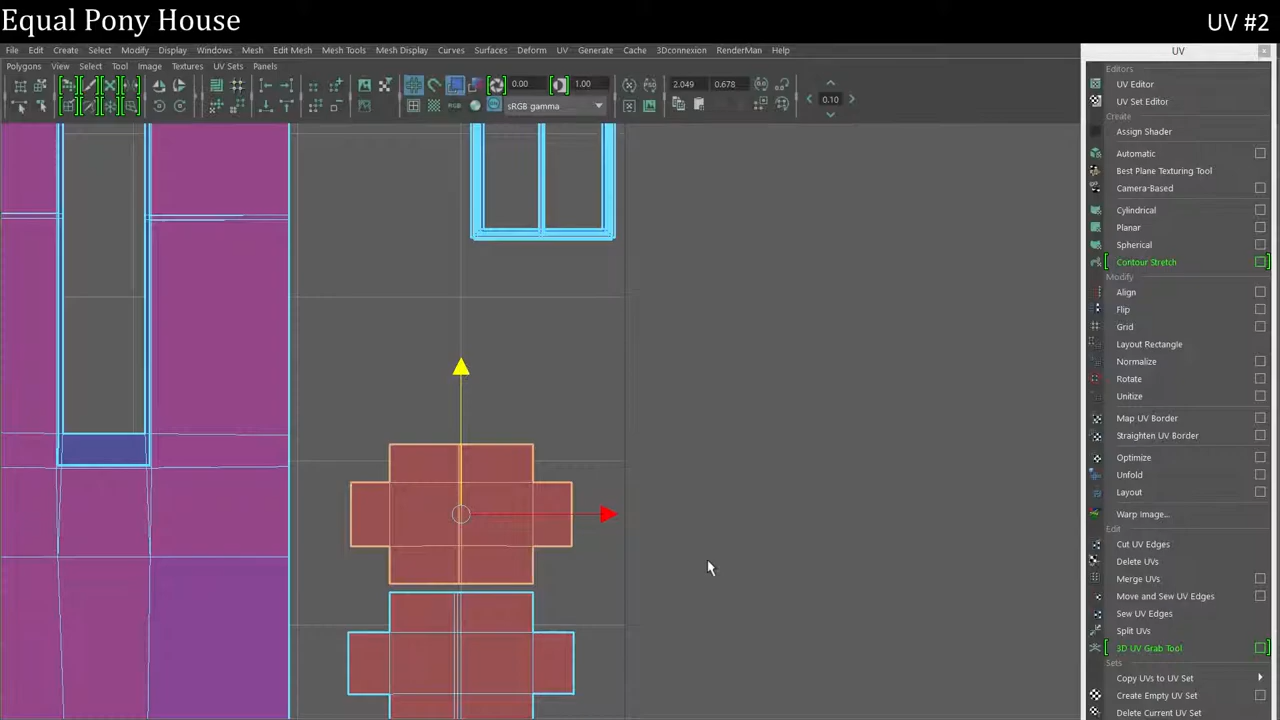 Equal Pony House
UV #2
File Edit Create Select Modify Display Windows Mesh Edit Mesh Mesh Tools Mesh Display Curves Surfaces Deform UV Generate Cache 3Dconnexion RenderMan Help
UV
Polygons View Select Tool Image Textures UV Sets Panels
Editors
0.00
1.00
2.049
0.678
0.10
RGB
sRGB gamma
UV Editor
UV Set Editor
Create
Assign Shader
Automatic
Best Plane Texturing Tool
Camera-Based
Cylindrical
Planar
Spherical
Contour Stretch
Modify
Align
Flip
Grid
Layout Rectangle
Normalize
Rotate
Unitize
Map UV Border
Straighten UV Border
Optimize
Unfold
Layout
Warp Image...
Edit
Cut UV Edges
Delete UVs
Merge UVs
Move and Sew UV Edges
Sew UV Edges
Split UVs
3D UV Grab Tool
Sets
Copy UVs to UV Set
Create Empty UV Set
Delete Current UV Set